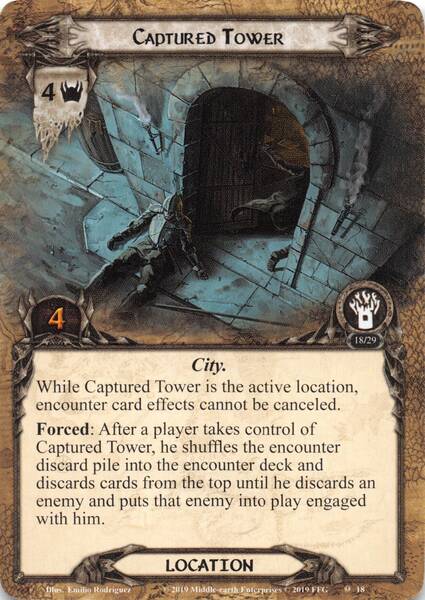 CAPTURED TOWER
4
4
18/29
City.
While Captured Tower is the active location,
encounter card effects cannot be canceled.
Forced: After a player takes control of
Captured Tower, he shuffles the encounter
discard pile into the encounter deck and
discards cards from the top until he discards an
enemy and puts that enemy into play engaged
with him.
LOCATION
Illus. Emilio Rodriguez © 2019 Middle-earth Enterprises © 2019 FFG 18